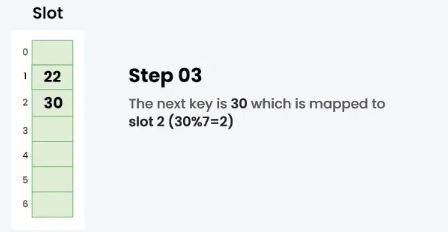 Slot
0
1 22
2 30
3
4
5
6
Step 03
The next key is 30 which is mapped to
slot 2 (30%7=2)